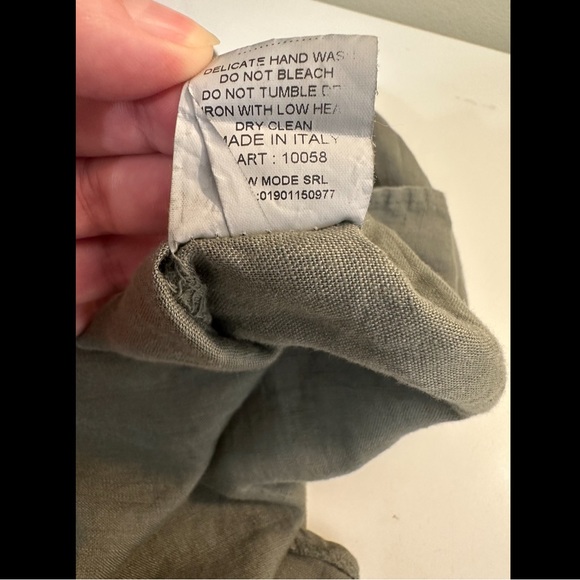 DELICATE HAND WAS
DO NOT BLEACH
DO NOT TUMBLE
IRON WITH LOW HEA
DRY CLEAN
MADE IN ITALY
ART : 10058
W MODE SRL
:01901150977